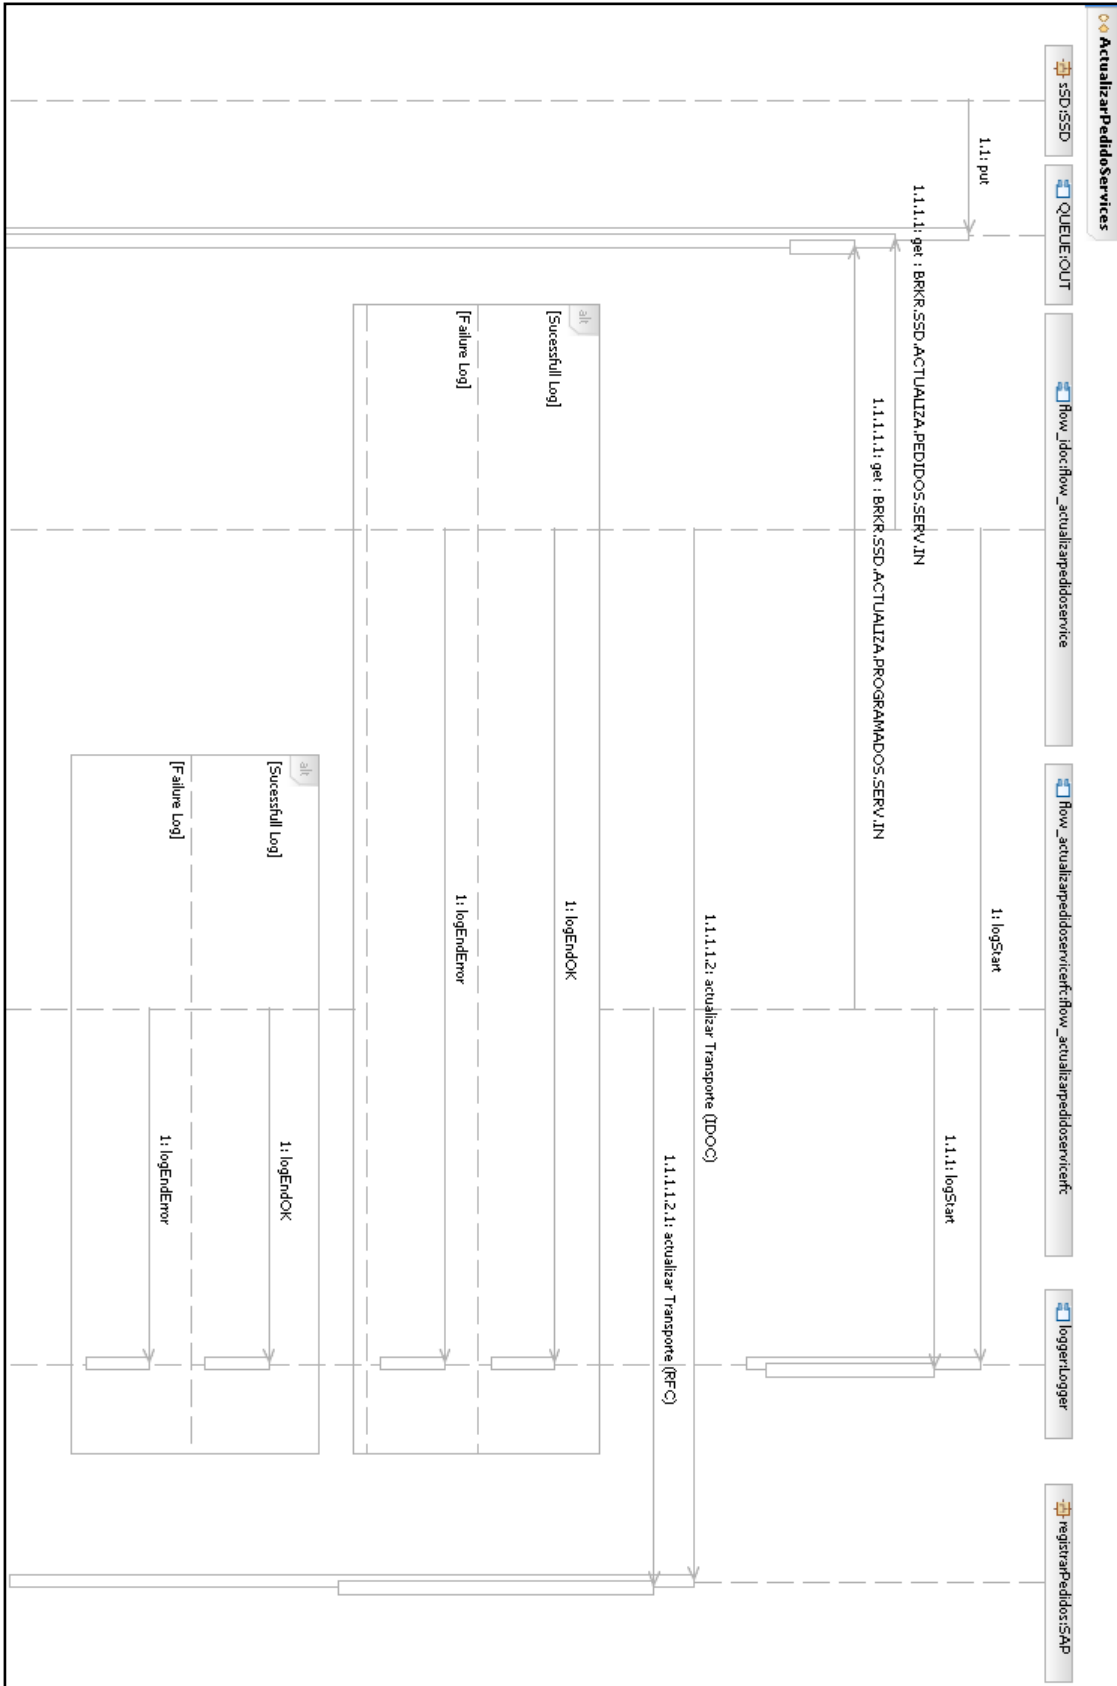 ActualizarPedidoServices
sSD:SSD
QUEUE:OUT
flow_idoc:flow_actualizarpedidoservice
flow_actualizarpedidoservicerfc:flow_actualizarpedidoservicerfc
logger:Logger
registrarPedidos:SAP
1.1: put
1: logStart
1.1.1: logStart
1.1.1.1: get : BRKR.SSD.ACTUALIZA.PEDIDOS.SERV.IN
1.1.1.1.1: get : BRKR.SSD.ACTUALIZA.PROGRAMADOS.SERV.IN
1.1.1.1.2: actualizar Transporte (IDOC)
1.1.1.1.2.1: actualizar Transporte (RFC)
alt
[Sucessfull Log]
1: logEndOK
[Failure Log]
1: logEndError
alt
[Sucessfull Log]
1: logEndOK
[Failure Log]
1: logEndError